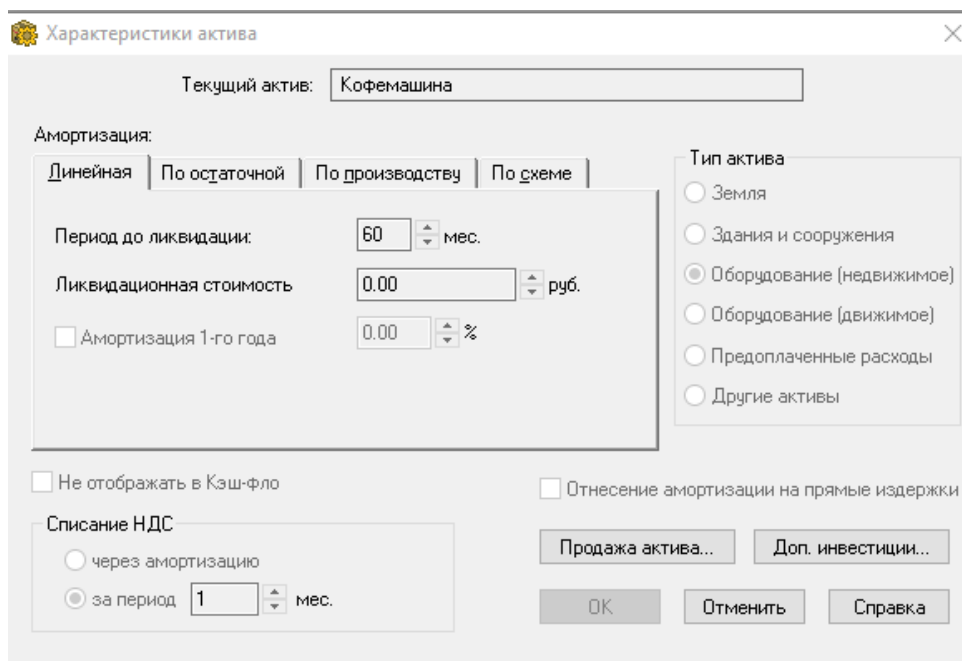 Характеристики актива
Текущий актив: Кофемашина
Амортизация:
Линейная По остаточной По производству По схеме
Период до ликвидации: 60 мес.
Ликвидационная стоимость 0.00 руб.
Амортизация 1-го года 0.00 %
Тип актива
Земля
Здания и сооружения
Оборудование (недвижимое)
Оборудование (движимое)
Предоплаченные расходы
Другие активы
Не отображать в Кэш-фло
Отнесение амортизации на прямые издержки
Списание НДС
через амортизацию
за период 1 мес.
Продажа актива... Доп. инвестиции...
OK Отменить Справка